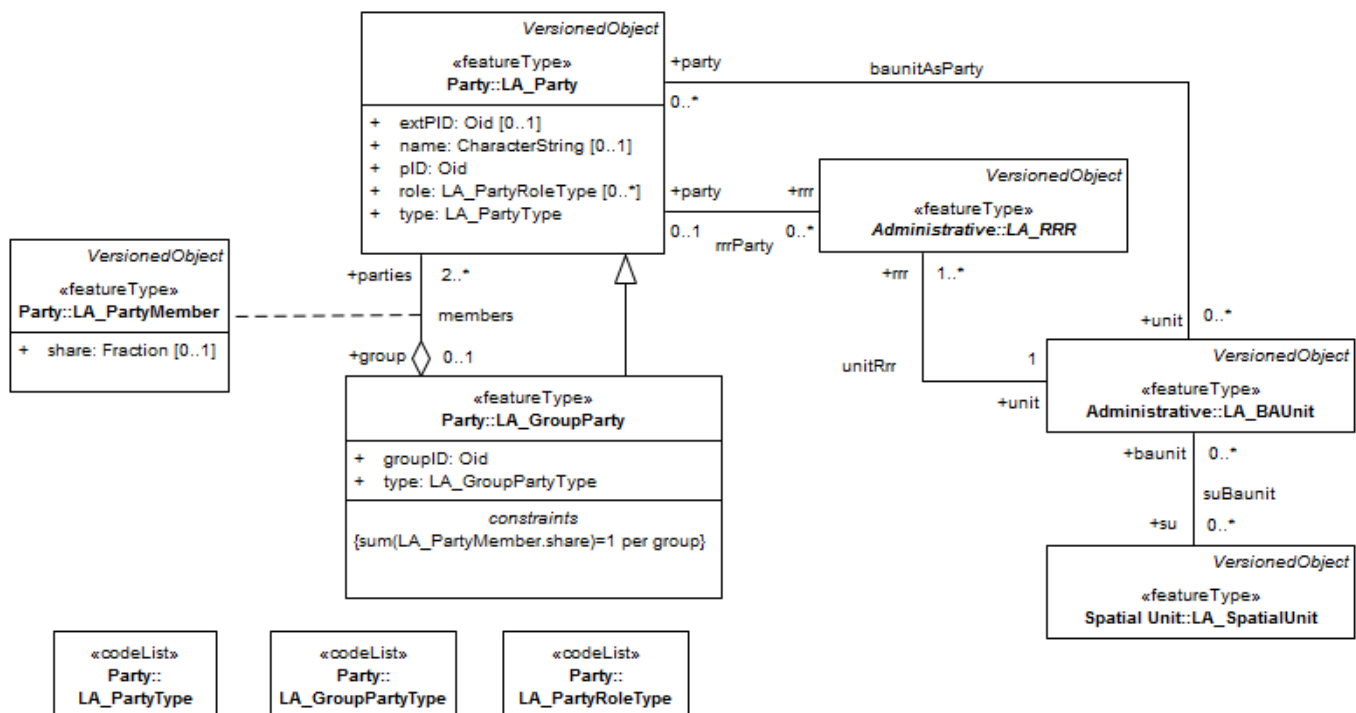 VersionedObject
«featureType»
Party::LA_Party
+ extPID: Oid [0..1]
+ name: CharacterString [0..1]
+ pID: Oid
+ role: LA_PartyRoleType [0..*]
+ type: LA_PartyType
+party
0..*
baunitAsParty
+party
+rrr
0..1
0..*
rrrParty
VersionedObject
«featureType»
Administrative::LA_RRR
VersionedObject
«featureType»
Party::LA_PartyMember
+ share: Fraction [0..1]
+parties
2..*
members
+group
0..1
+rrr
1..*
unitRrr
1
+unit
+unit
0..*
VersionedObject
«featureType»
Administrative::LA_BAUnit
«featureType»
Party::LA_GroupParty
+ groupID: Oid
+ type: LA_GroupPartyType
constraints
{sum(LA_PartyMember.share)=1 per group}
+baunit
0..*
suBaunit
+su
0..*
VersionedObject
«featureType»
Spatial Unit::LA_SpatialUnit
«codeList»
Party::
LA_PartyType
«codeList»
Party::
LA_GroupPartyType
«codeList»
Party::
LA_PartyRoleType